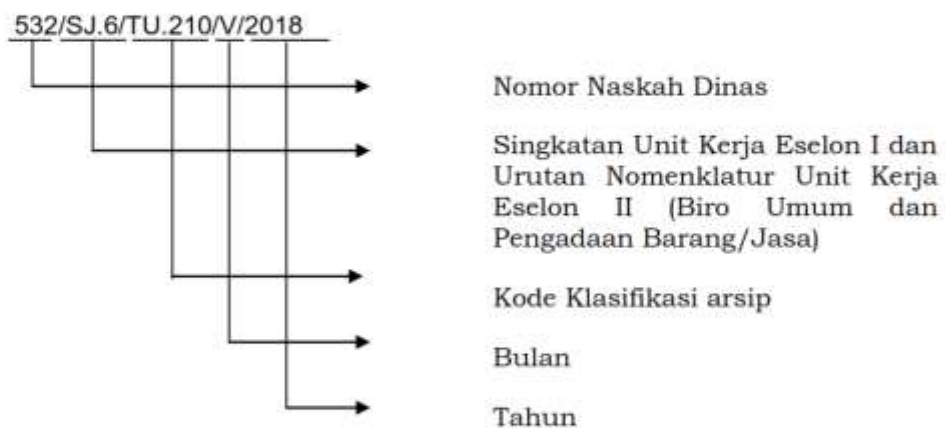 532/SJ.6/TU.210/V/2018
Nomor Naskah Dinas
Singkatan Unit Kerja Eselon I dan
Urutan Nomenklatur Unit Kerja
Eselon II (Biro Umum dan
Pengadaan Barang/Jasa)
Kode Klasifikasi arsip
Bulan
Tahun